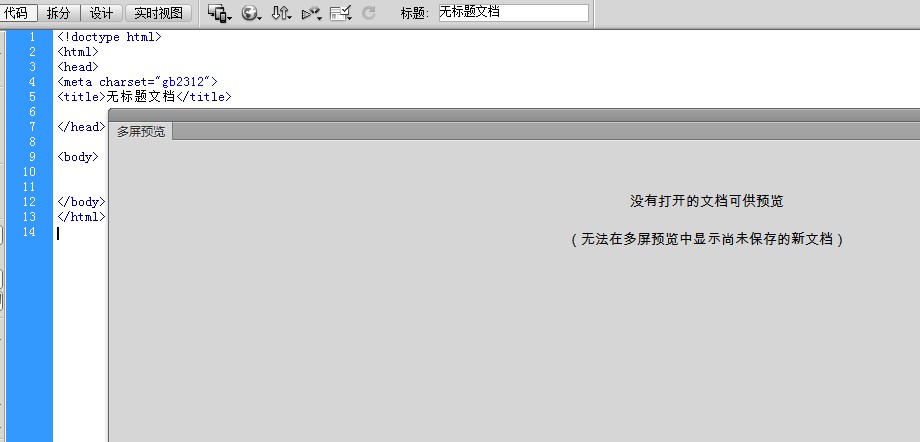 代码 拆分 设计 实时视图 标题: 无标题文档
1 <!doctype html>
2 <html>
3 <head>
4 <meta charset="gb2312">
5 <title>无标题文档</title>
6
7 </head>
8
9 <body>
10
11
12 </body>
13 </html>
14
多屏预览
没有打开的文档可供预览
（无法在多屏预览中显示尚未保存的新文档）